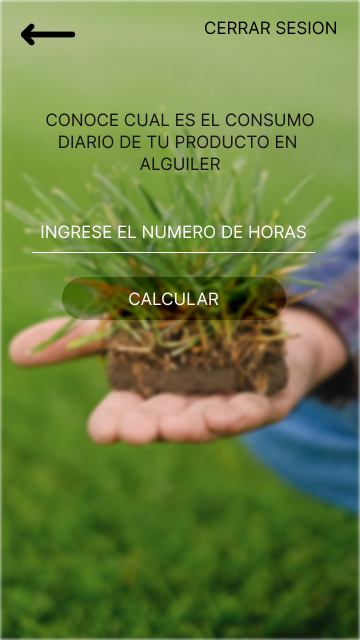 CERRAR SESION
CONOCE CUAL ES EL CONSUMO
DIARIO DE TU PRODUCTO EN
ALGUILER
INGRESE EL NUMERO DE HORAS
CALCULAR